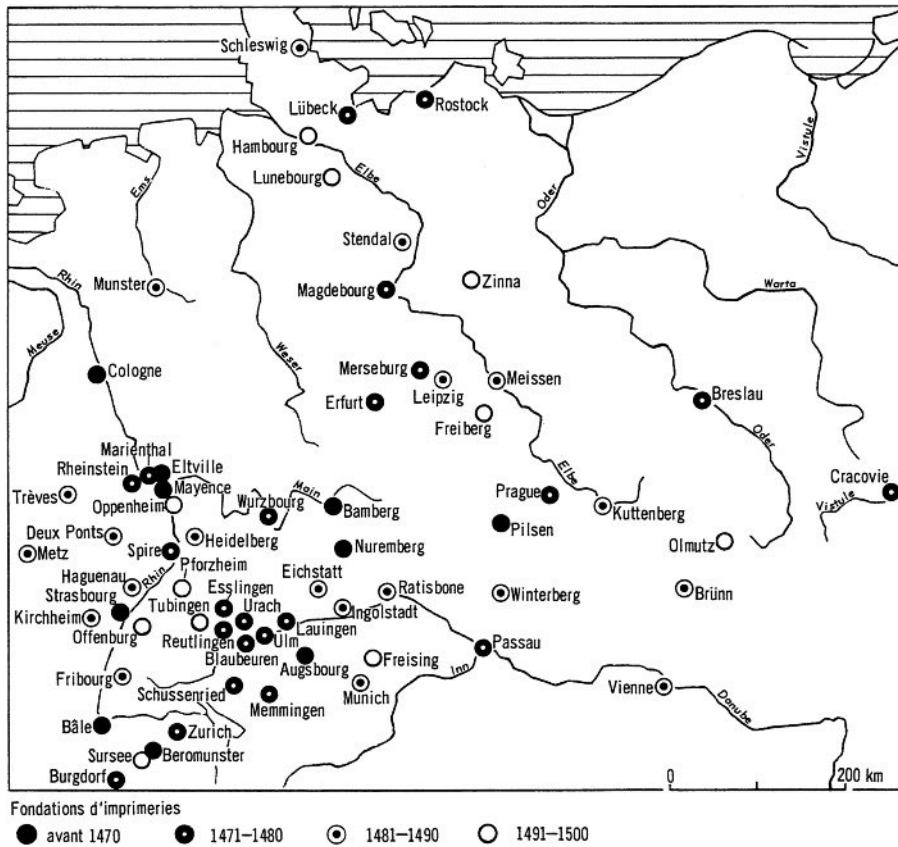 Schleswig
Lübeck
Rostock
Hambourg
Lunebourg
Elbe
Ems
Oder
Vistule
Stendal
Rhin
Munster
Magdebourg
Zinna
Warta
Meuse
Weser
Cologne
Merseburg
Leipzig
Meissen
Erfurt
Freiberg
Breslau
Oder
Marienthal
Rheinstein
Eltville
Mayence
Trèves
Oppenheim
Main
Wurzbourg
Bamberg
Prague
Elbe
Kuttenberg
Cracovie
Vistule
Pilsen
Deux Ponts
Heidelberg
Metz
Spire
Nuremberg
Olmutz
Pforzheim
Haguenau
Rhin
Esslingen
Eichstatt
Ratisbone
Winterberg
Brünn
Strasbourg
Tubingen
Urach
Ingolstad
Kirchheim
Offenburg
Reutlingen
Ulm
Lauingen
Blaubeuren
Augsbourg
Freising
Inn
Passau
Fribourg
Schussenried
Munich
Vienne
Memmingen
Danube
Bâle
Zurich
Sursee
Beromunster
Burgdorf
0 200 km
Fondations d'imprimeries
avant 1470 1471–1480 1481–1490 1491–1500